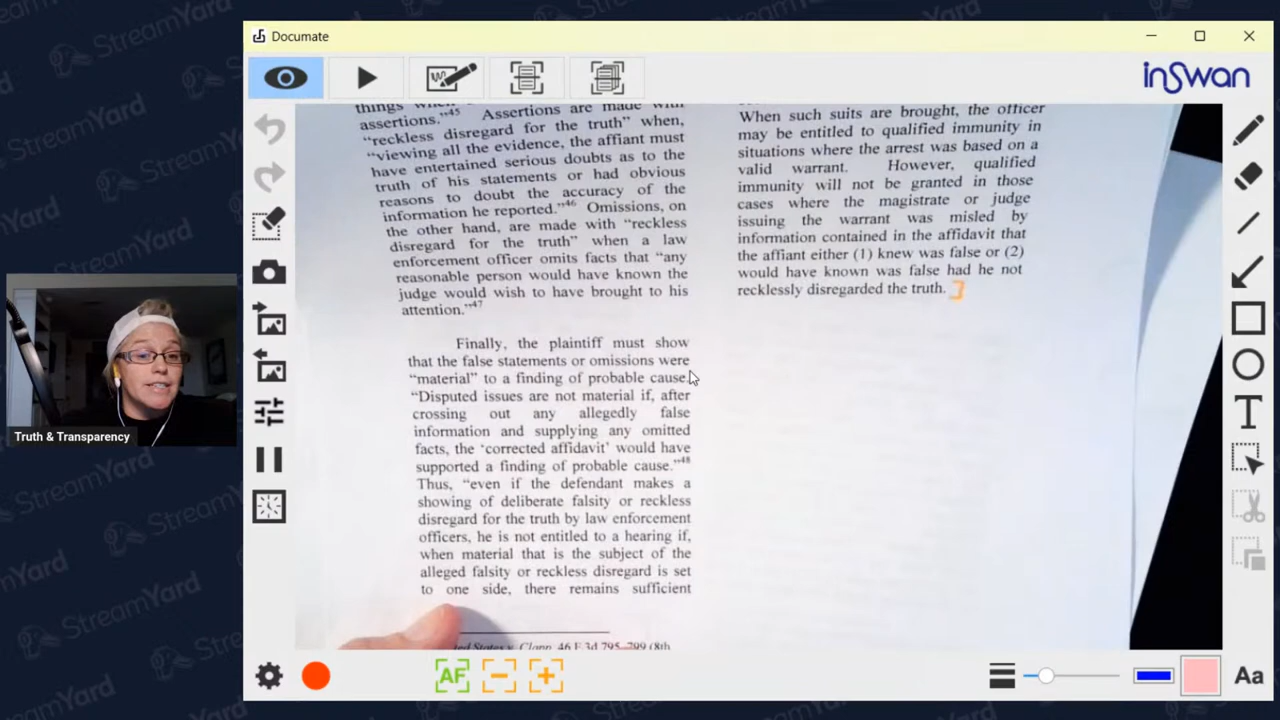 StreamYard
Documate
inSwan
things when
assertions."45 Assertions are made with
"reckless disregard for the truth" when,
"viewing all the evidence, the affiant must
have entertained serious doubts as to the
truth of his statements or had obvious
reasons to doubt the accuracy of the
information he reported."46 Omissions, on
the other hand, are made with "reckless
disregard for the truth" when a law
enforcement officer omits facts that "any
reasonable person would have known the
judge would wish to have brought to his
attention."47
Finally, the plaintiff must show
that the false statements or omissions were
"material" to a finding of probable cause.
"Disputed issues are not material if, after
crossing out any allegedly false
information and supplying any omitted
facts, the 'corrected affidavit' would have
supported a finding of probable cause."48
Thus, "even if the defendant makes a
showing of deliberate falsity or reckless
disregard for the truth by law enforcement
officers, he is not entitled to a hearing if,
when material that is the subject of the
alleged falsity or reckless disregard is set
to one side, there remains sufficient
States v. Clapp, 46 F.3d 795, 799 (8th
When such suits are brought, the officer
may be entitled to qualified immunity in
situations where the arrest was based on a
valid warrant. However, qualified
immunity will not be granted in those
cases where the magistrate or judge
issuing the warrant was misled by
information contained in the affidavit that
the affiant either (1) knew was false or (2)
would have known was false had he not
recklessly disregarded the truth.
Truth & Transparency
AF
T
Aa